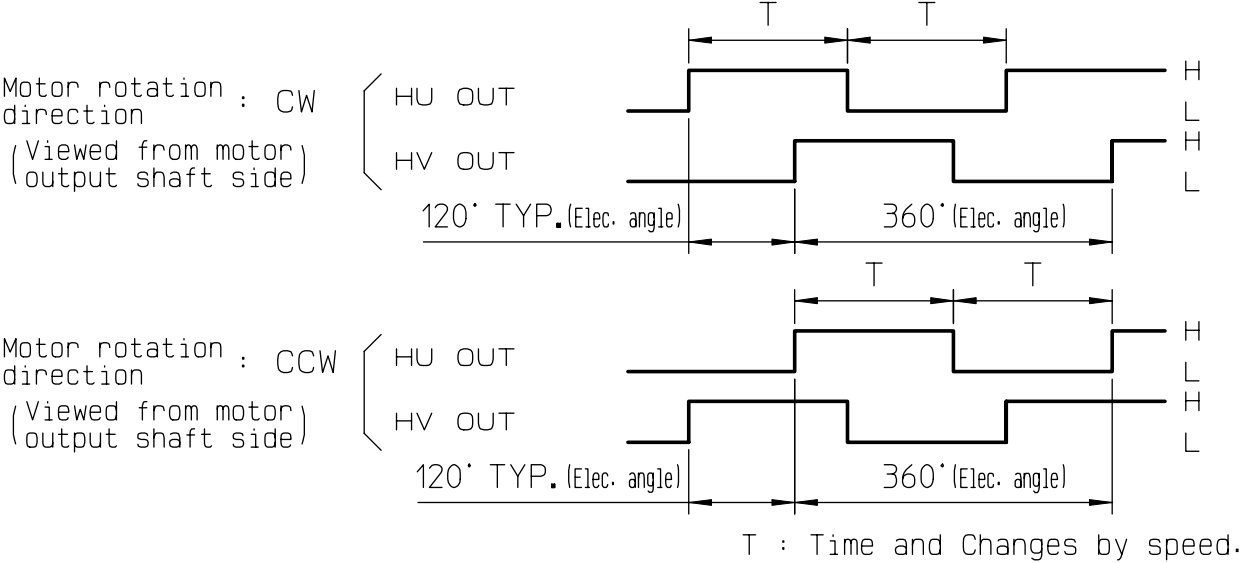 T T
Motor rotation direction : CW
(Viewed from motor output shaft side)
HU OUT
H
L
HV OUT
H
L
120° TYP.(Elec. angle)
360°(Elec. angle)
T T
Motor rotation direction : CCW
(Viewed from motor output shaft side)
HU OUT
H
L
HV OUT
H
L
120° TYP.(Elec. angle)
360°(Elec. angle)
T : Time and Changes by speed.